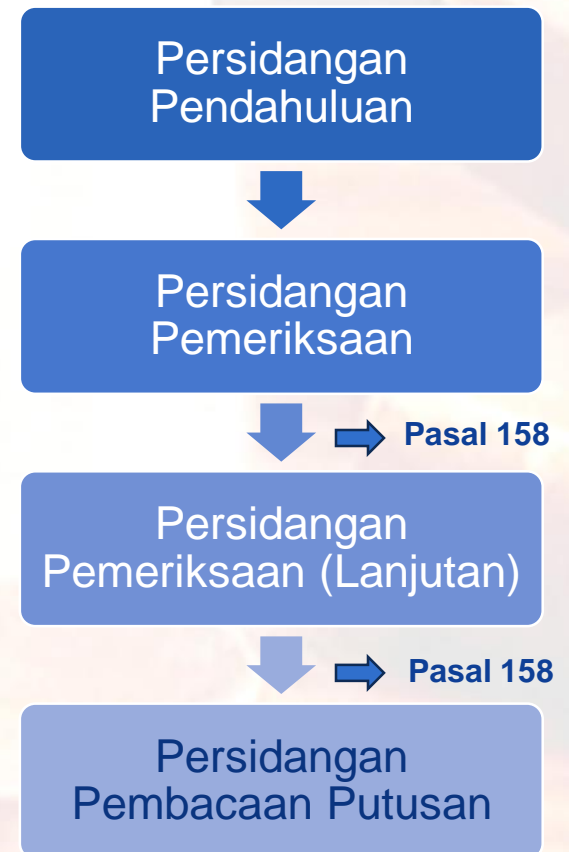 Persidangan
Pendahuluan
Persidangan
Pemeriksaan
Pasal 158
Persidangan
Pemeriksaan (Lanjutan)
Pasal 158
Persidangan
Pembacaan Putusan